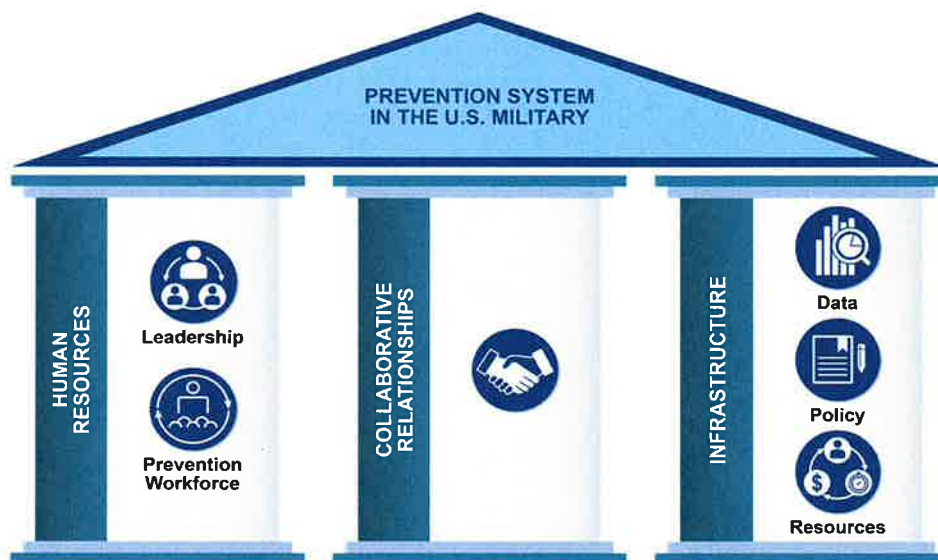 PREVENTION SYSTEM
IN THE U.S. MILITARY
HUMAN
RESOURCES
Leadership
Prevention
Workforce
COLLABORATIVE
RELATIONSHIPS
INFRASTRUCTURE
Data
Policy
$
Resources